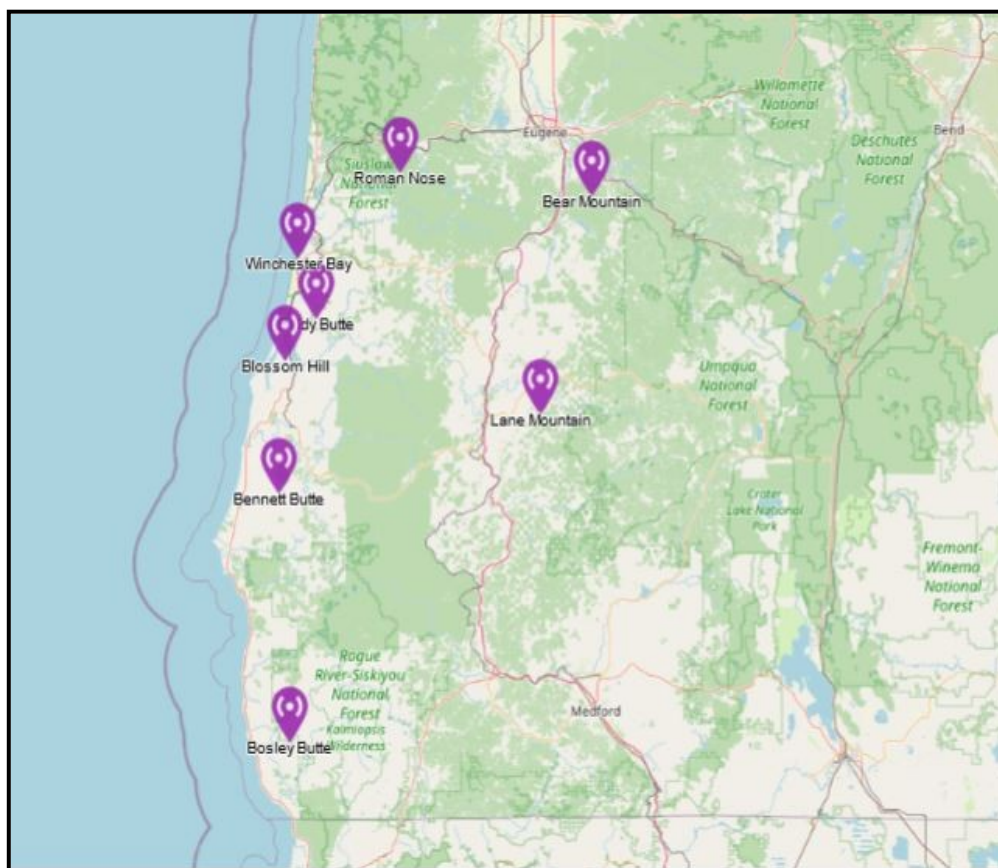 Willamette
National
Forest
Bend
Eugene
Deschutes
National
Forest
Siuslaw
National
Forest
Roman Nose
Bear Mountain
Winchester Bay
dy Butte
Blossom Hill
Umpqua
National
Forest
Lane Mountain
Bennett Butte
Crater
Lake National
Park
Fremont-
Winema
National
Forest
Rogue
River-Siskiyou
National
Forest
Kalmiopsis
Wilderness
Medford
Bosley Butte